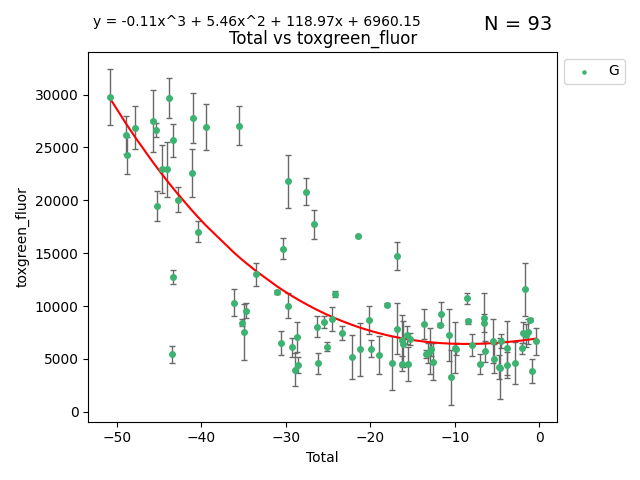 y = -0.11x^3 + 5.46x^2 + 118.97x + 6960.15
N = 93
Total vs toxgreen_fluor
G
30000
25000
20000
15000
10000
5000
0
toxgreen_fluor
−50 −40 −30 −20 −10 0
Total